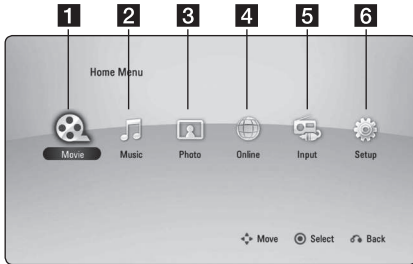 1 2 3 4 5 6
Home Menu
Movie Music Photo Online Input Setup
Move Select Back